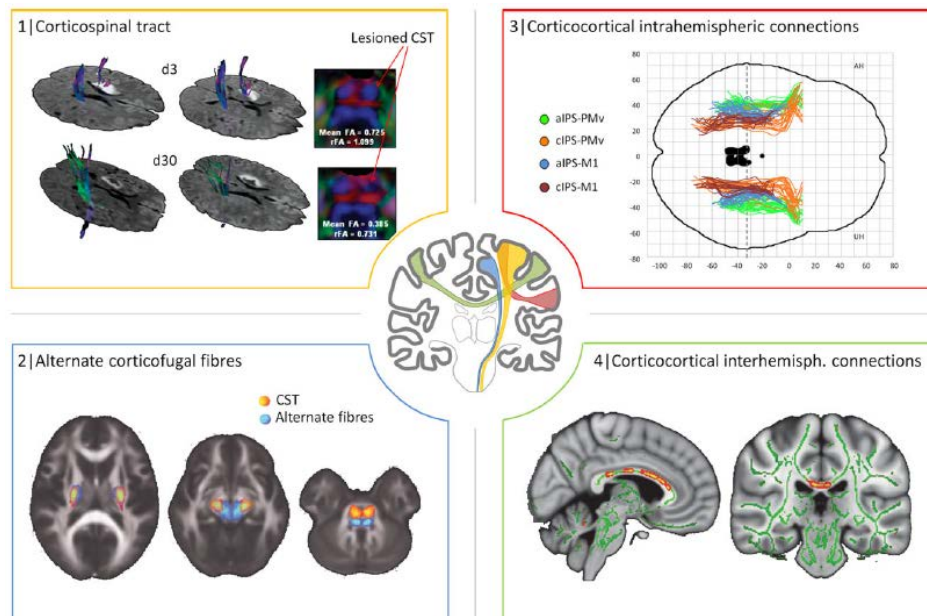 1|Corticospinal tract
Lesioned CST
d3
Mean FA = 0.725
rFA = 1.099
d30
Mean FA = 0.385
rFA = 0.731
3|Corticocortical intrahemispheric connections
aIPS-PMv
cIPS-PMv
aIPS-M1
cIPS-M1
80
60
40
20
0
-20
-40
-60
-80
AH
UH
-100 -80 -60 -40 -20 0 20 40 60 80
2|Alternate corticofugal fibres
CST
Alternate fibres
4|Corticocortical interhemisph. connections